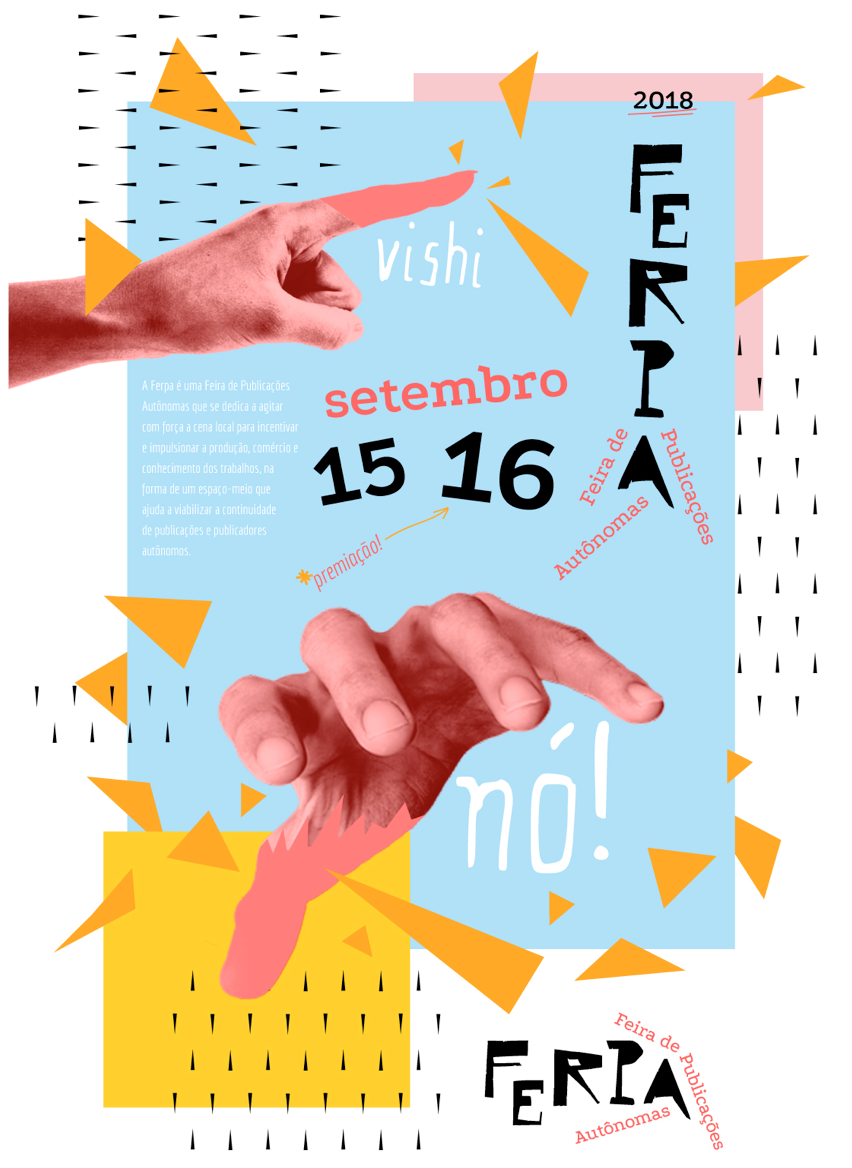 2018
FERPA
Feira de
Publicações
Autônomas
vishi
setembro
15 16
*premiação!
A Ferpa é uma Feira de Publicações
Autônomas que se dedica a agitar
com força a cena local para incentivar
e impulsionar a produção, comércio e
conhecimento dos trabalhos, na
forma de um espaço-meio que
ajuda a viabilizar a continuidade
de publicações e publicadores
autônomos.
nó!
FERPA
Feira de
Publicações
Autônomas